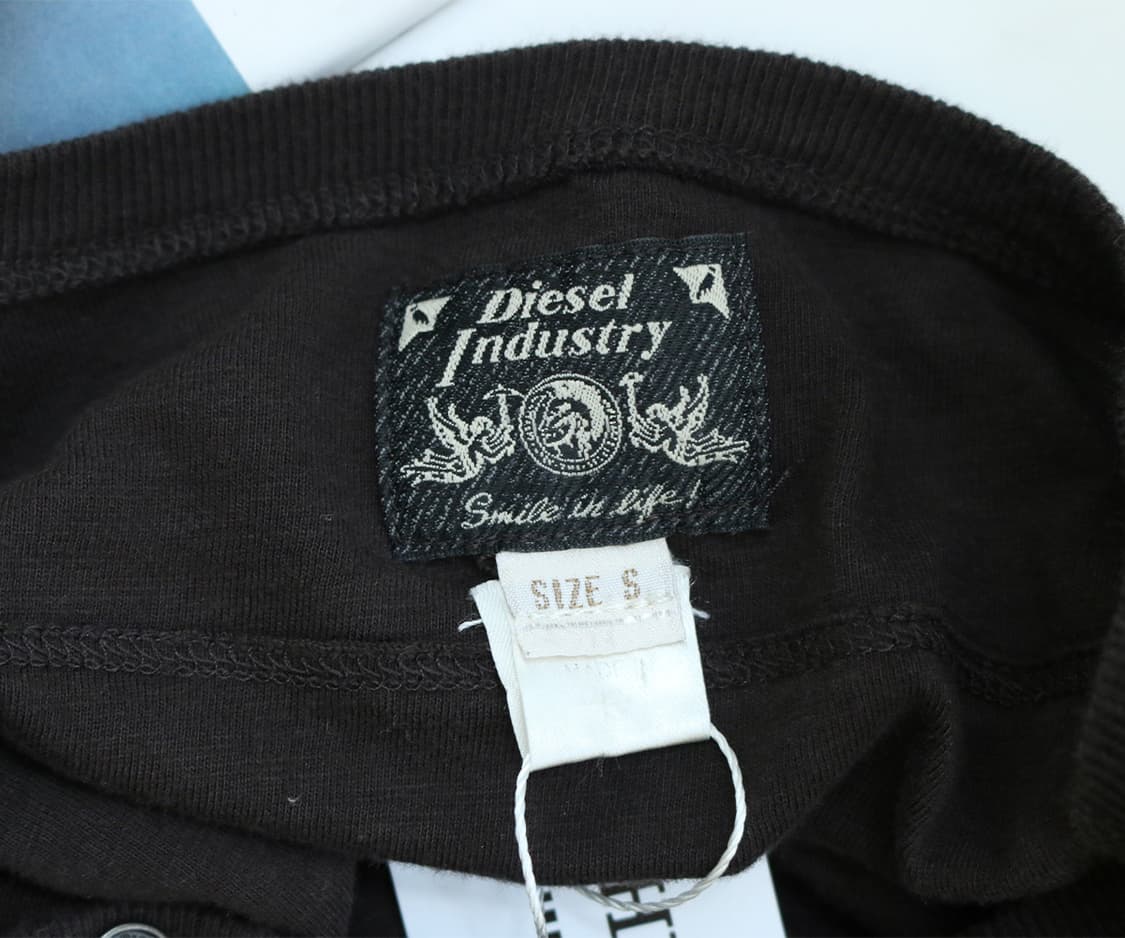 Diesel
Industry
Smile in life!
SIZE S